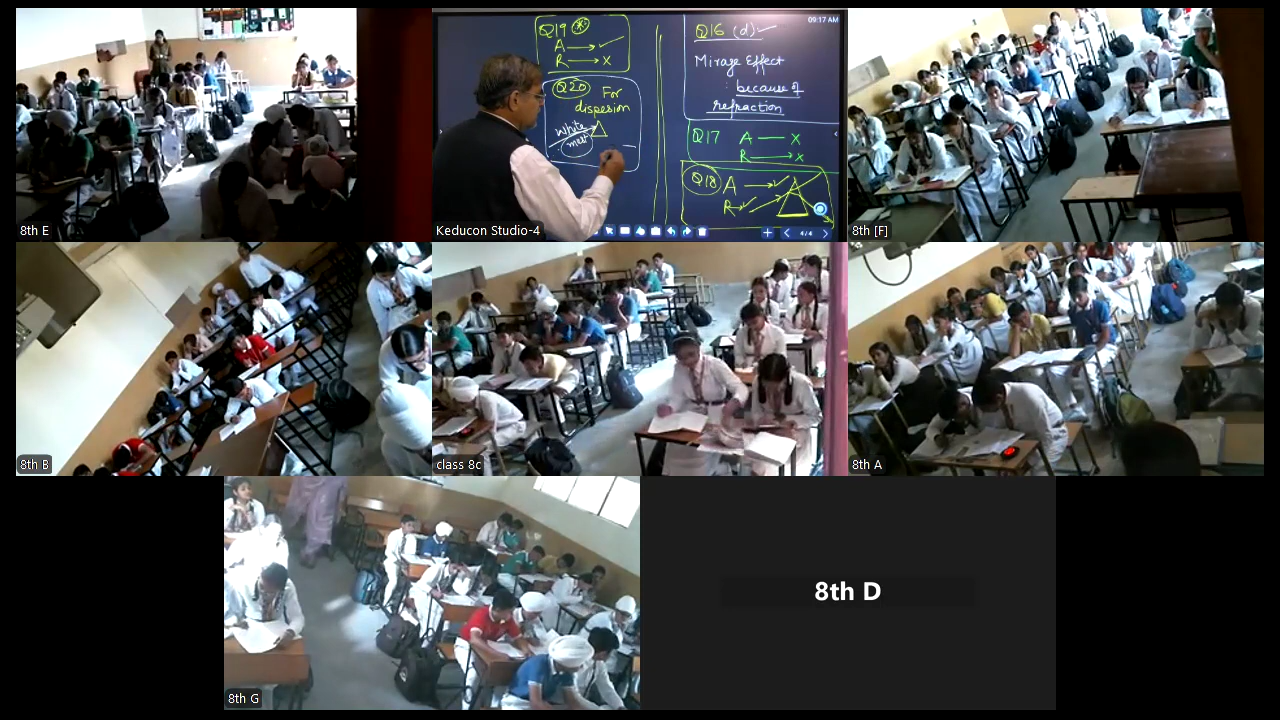 8th E
Q19 *
A → ✓
R → x
Q20
For
dispersion
White
Keducon Studio-4
09:17 AM
Q16 (d)
Mirage Effect
: because of
refraction
Q17 A — X
R → x
Q18 A → ✓
R → ✓
4/4
8th [F]
8th B
class 8c
8th A
8th G
8th D